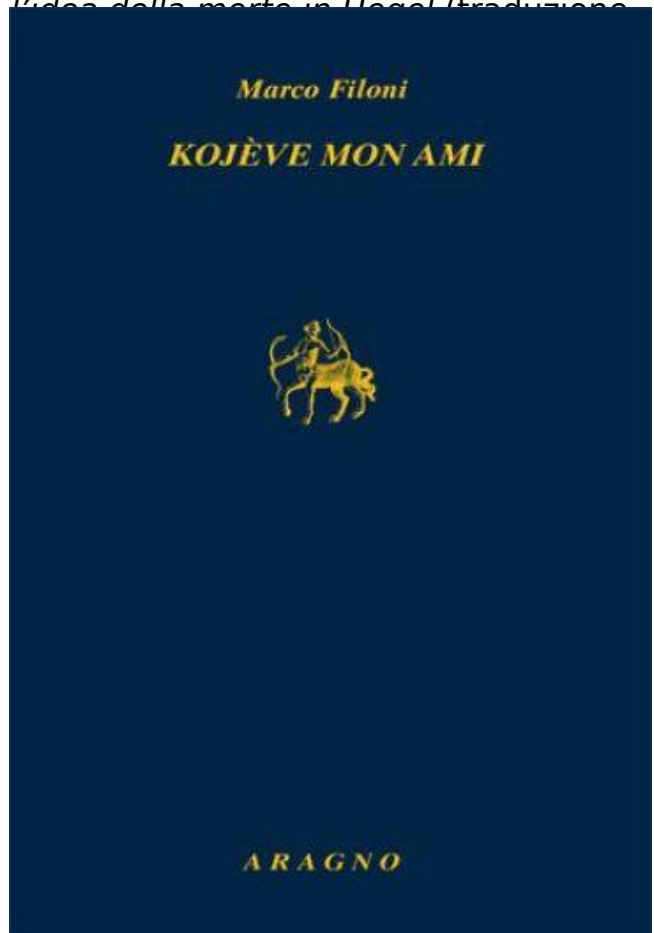 l'idea della morte in Hegel (traduzione
Marco Filoni
KOJÈVE MON AMI
ARAGNO